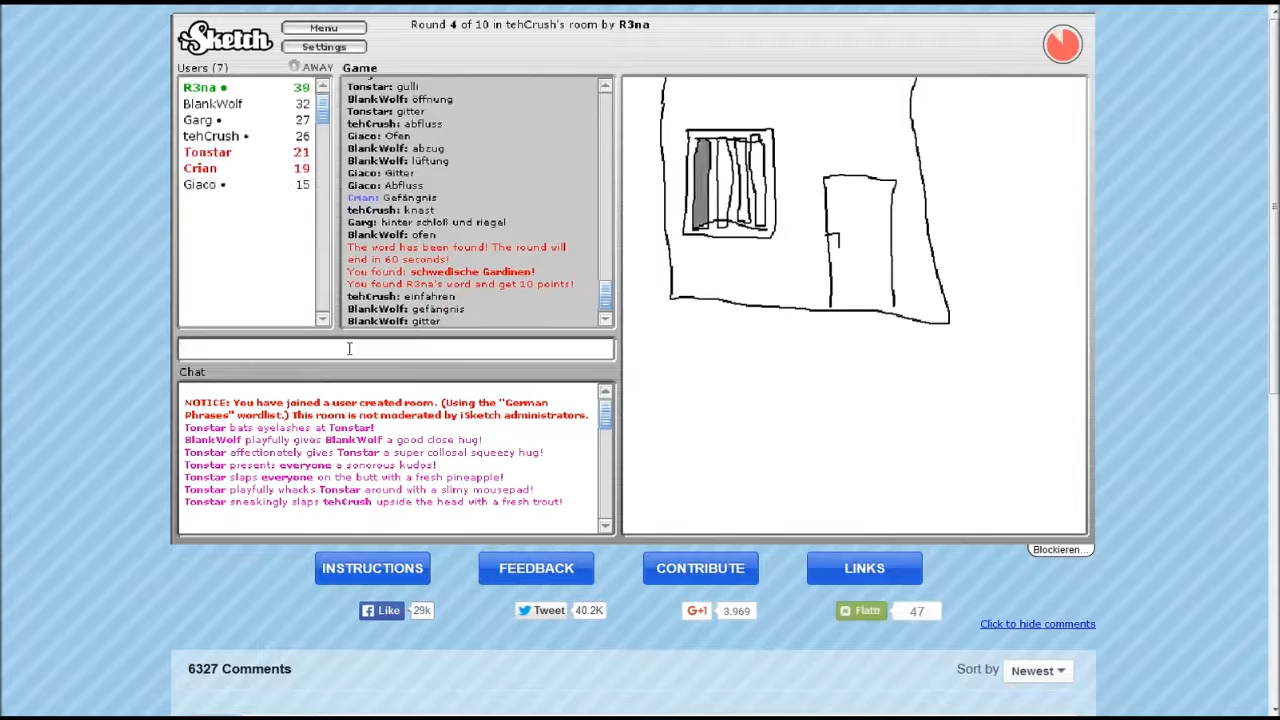 iSketch
Menu
Settings
Round 4 of 10 in tehCrush's room by R3na
Users (7)
AWAY
Game
R3na • 39
BlankWolf 32
Garg • 27
tehCrush • 26
Tonstar 21
Crian 19
Giaco • 15
Tonstar: gulli
BlankWolf: öffnung
Tonstar: gitter
tehCrush: abfluss
Giaco: Ofen
BlankWolf: abzug
BlankWolf: lüftung
Giaco: Gitter
Giaco: Abfluss
Crian: Gefängnis
tehCrush: knast
Garg: hinter schloß und riegel
BlankWolf: ofen
The word has been found! The round will
end in 60 seconds!
You found: schwedische Gardinen!
You found R3na's word and get 10 points!
tehCrush: einfahren
BlankWolf: gefängnis
BlankWolf: gitter
Chat
NOTICE: You have joined a user created room. (Using the "German
Phrases" wordlist.) This room is not moderated by iSketch administrators.
Tonstar bats eyelashes at Tonstar!
BlankWolf playfully gives BlankWolf a good close hug!
Tonstar affectionately gives Tonstar a super collosal squeezy hug!
Tonstar presents everyone a sonorous kudos!
Tonstar slaps everyone on the butt with a fresh pineapple!
Tonstar playfully whacks Tonstar around with a slimy mousepad!
Tonstar sneakingly slaps tehCrush upside the head with a fresh trout!
Blockieren...
INSTRUCTIONS
FEEDBACK
CONTRIBUTE
LINKS
Like 29k
Tweet 40.2K
G+1 3.969
Flattr 47
Click to hide comments
6327 Comments
Sort by Newest